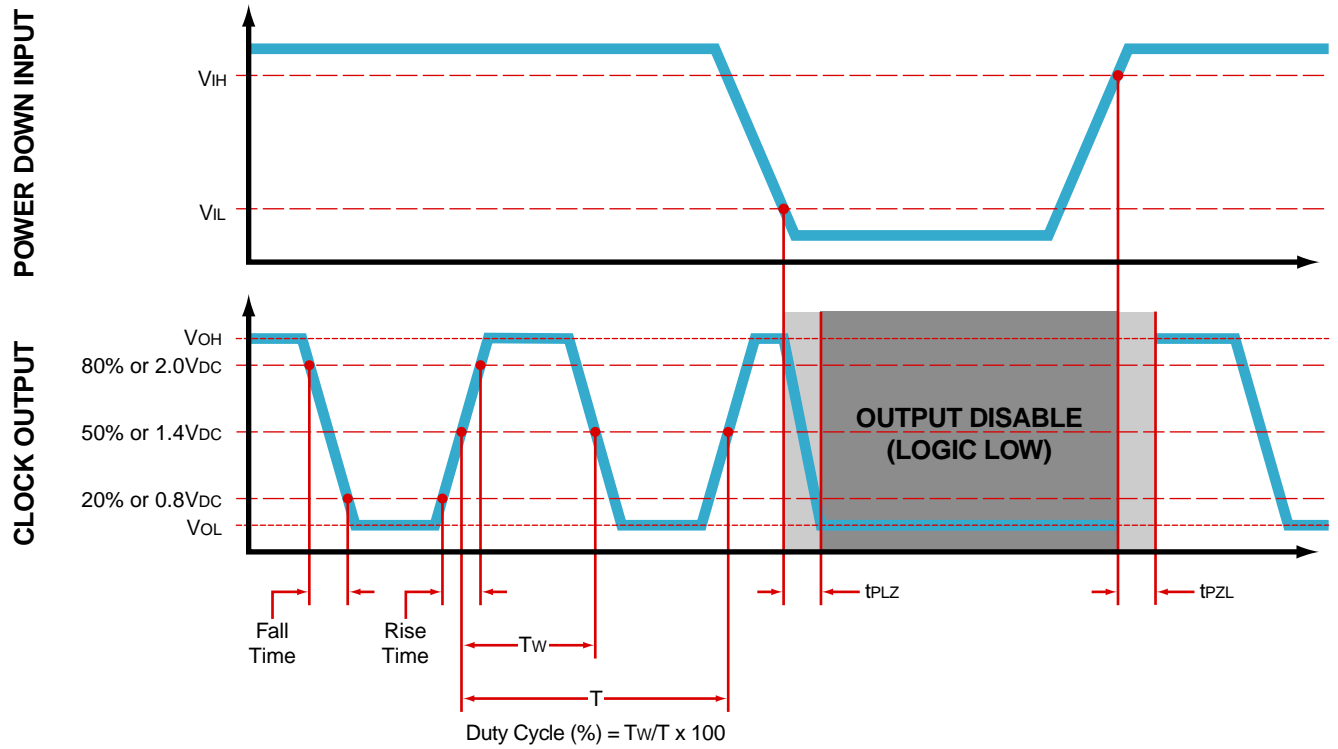 POWER DOWN INPUT
VIH
VIL
CLOCK OUTPUT
VOH
80% or 2.0VDC
50% or 1.4VDC
20% or 0.8VDC
VOL
OUTPUT DISABLE
(LOGIC LOW)
tPLZ
tPZL
Fall
Time
Rise
Time
TW
T
Duty Cycle (%) = TW/T x 100